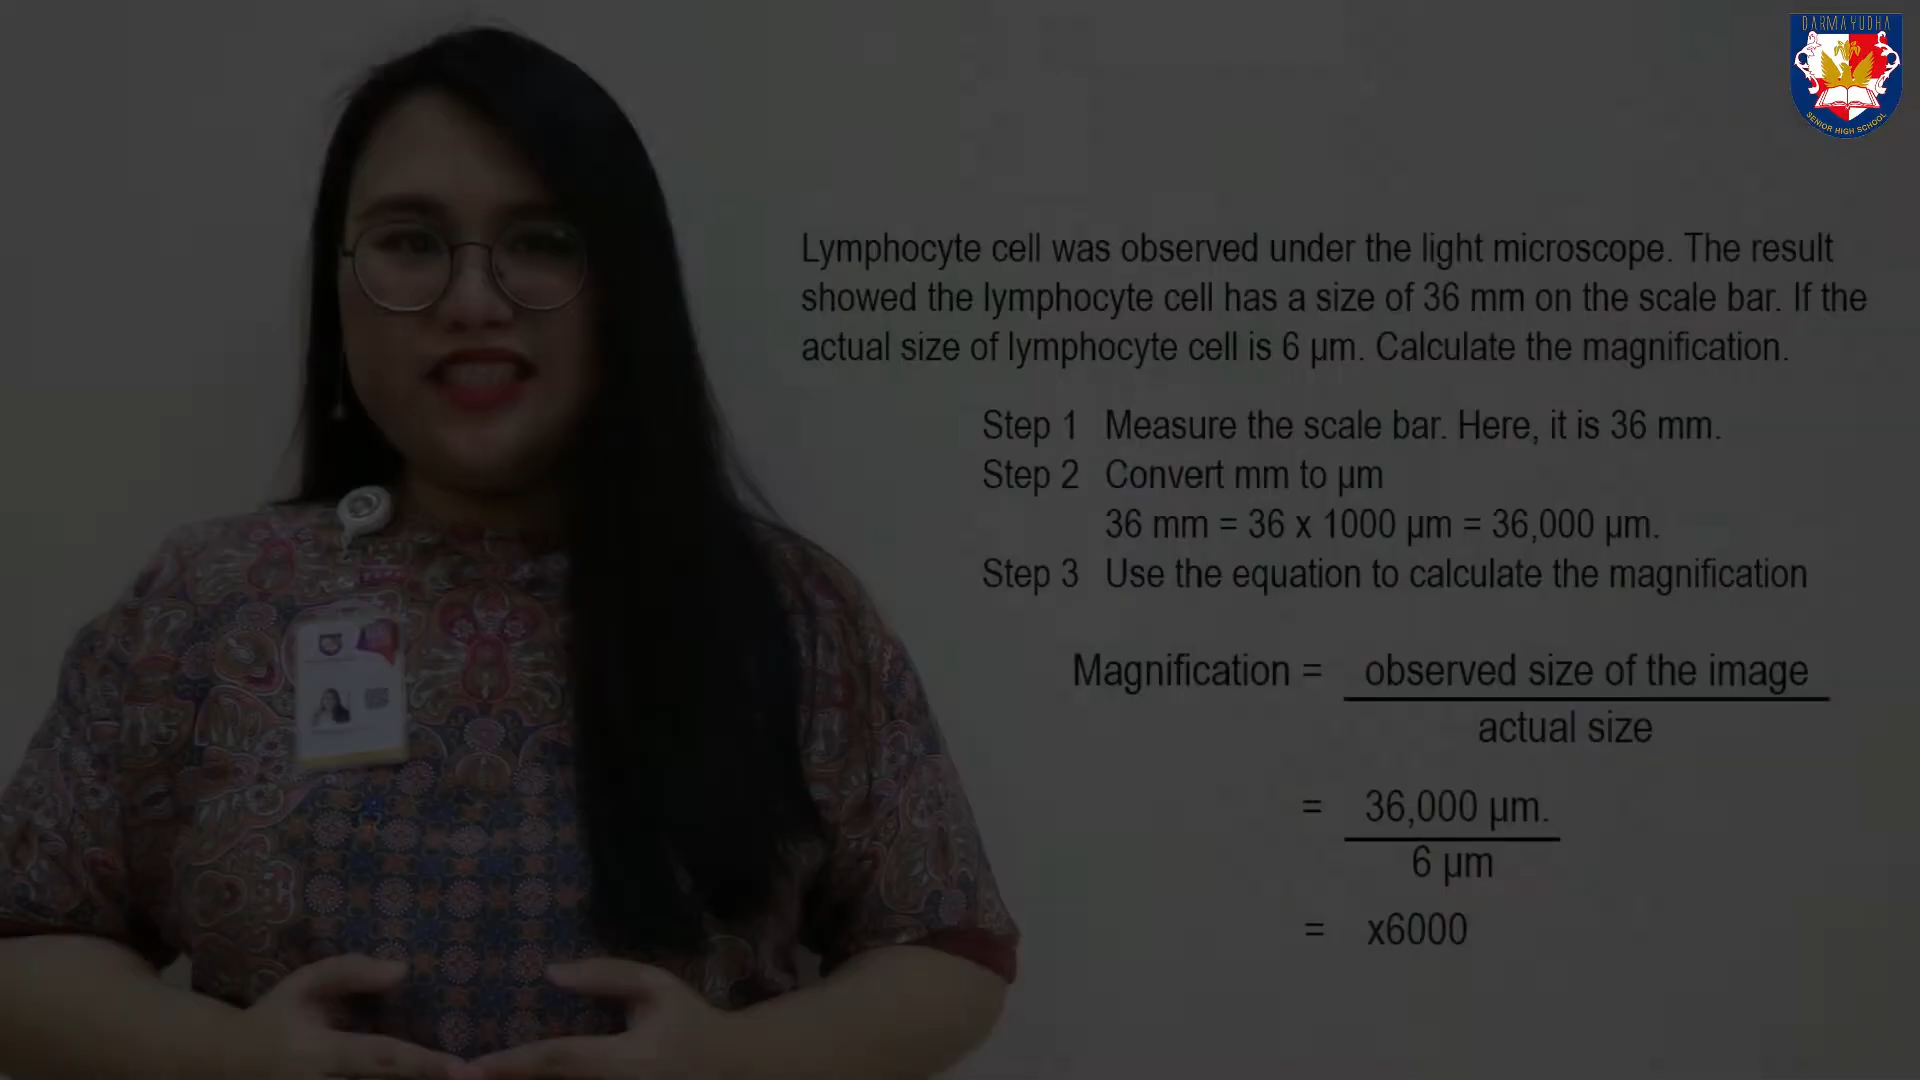 DARMA YUDHA
SENIOR HIGH SCHOOL
Lymphocyte cell was observed under the light microscope. The result
showed the lymphocyte cell has a size of 36 mm on the scale bar. If the
actual size of lymphocyte cell is 6 µm. Calculate the magnification.
Step 1 Measure the scale bar. Here, it is 36 mm.
Step 2 Convert mm to µm
36 mm = 36 x 1000 µm = 36,000 µm.
Step 3 Use the equation to calculate the magnification
Magnification = observed size of the image
actual size
= 36,000 µm.
6 µm
= x6000